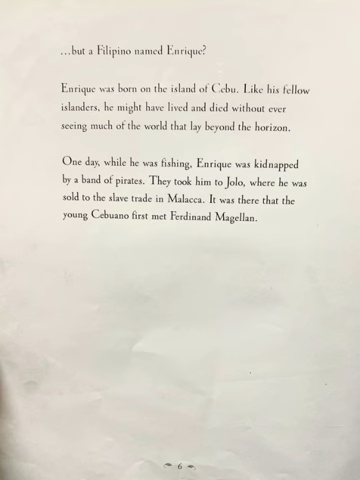 ...but a Filipino named Enrique?
Enrique was born on the island of Cebu. Like his fellow
islanders, he might have lived and died without ever
seeing much of the world that lay beyond the horizon.
One day, while he was fishing, Enrique was kidnapped
by a band of pirates. They took him to Jolo, where he was
sold to the slave trade in Malacca. It was there that the
young Cebuano first met Ferdinand Magellan.
6